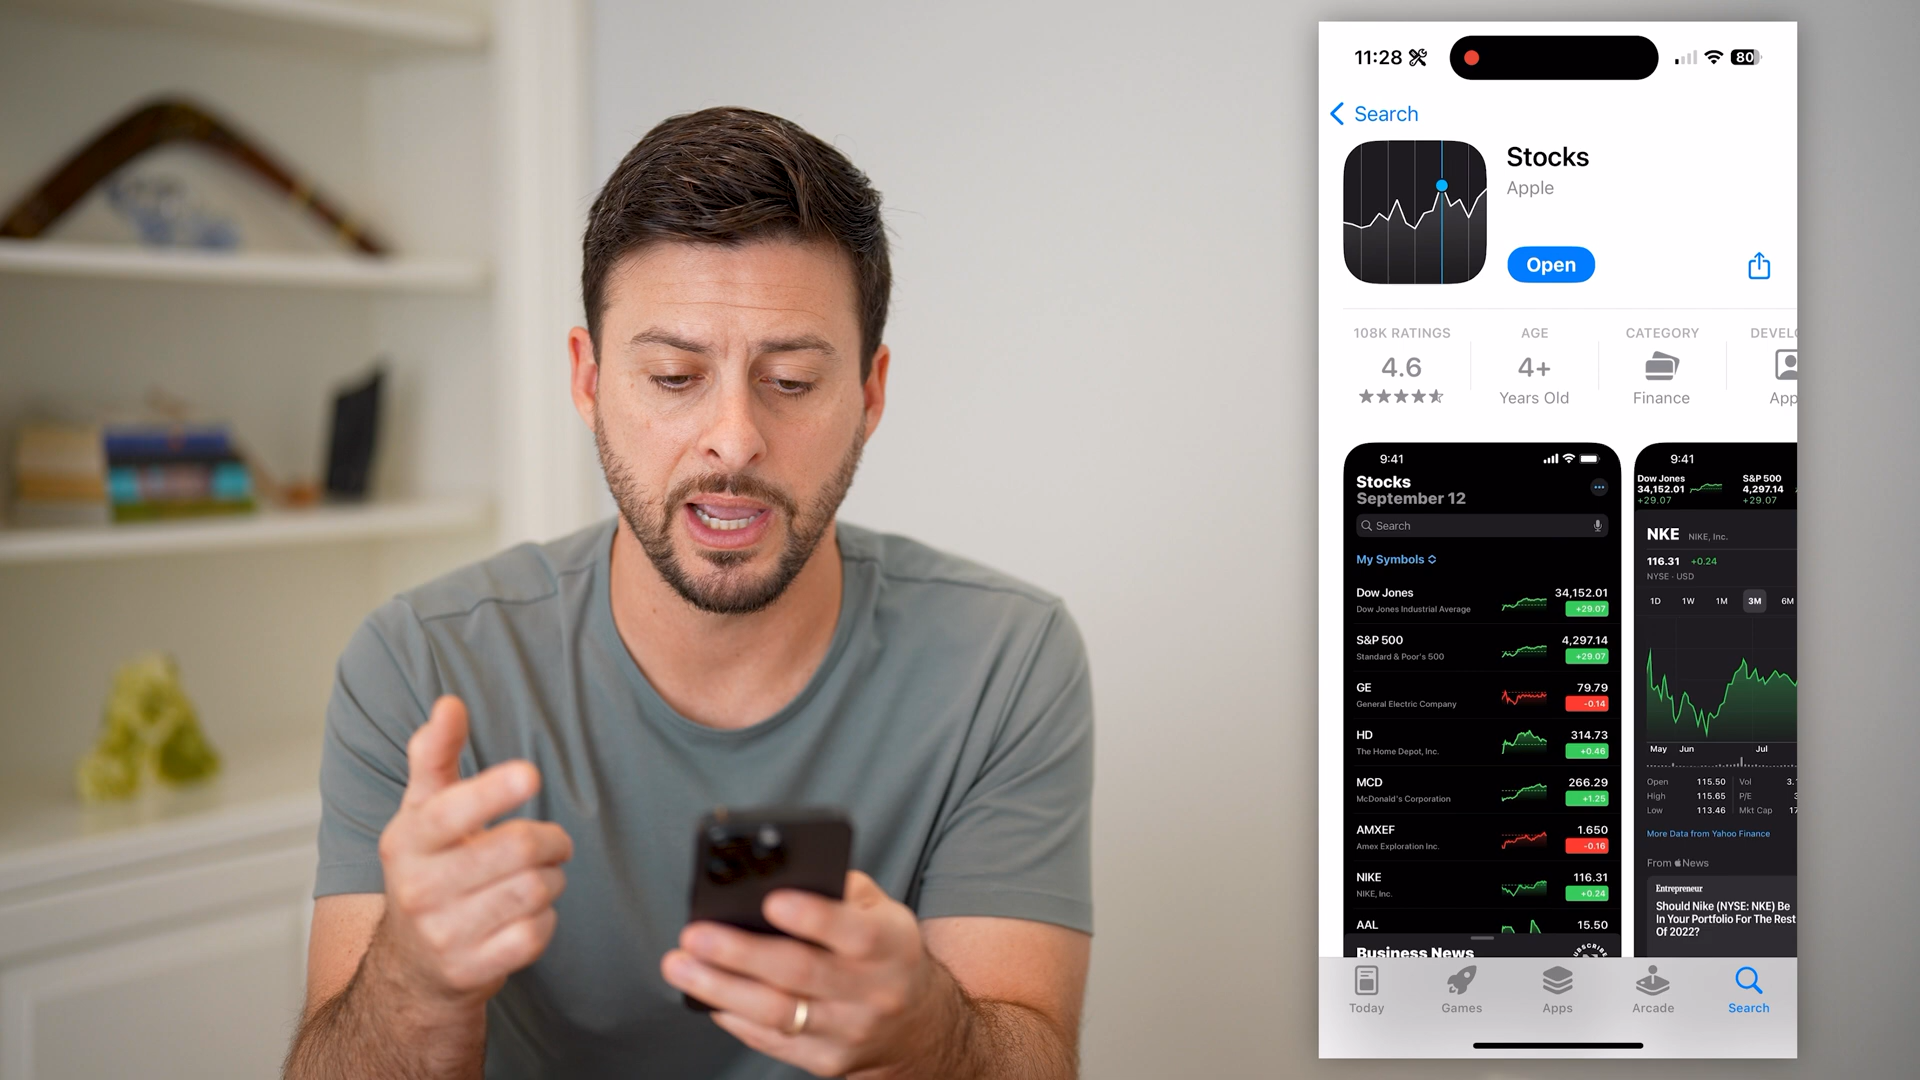 11:28
80
Search
Stocks
Apple
Open
108K RATINGS
4.6
AGE
4+
Years Old
CATEGORY
Finance
DEVELO
App
9:41
Stocks
September 12
Search
My Symbols
Dow Jones 34,152.01
Dow Jones Industrial Average +29.07
S&P 500 4,297.14
Standard & Poor's 500 +29.07
GE 79.79
General Electric Company -0.14
HD 314.73
The Home Depot, Inc. +0.46
MCD 266.29
McDonald's Corporation +1.25
AMXEF 1.650
Amex Exploration Inc. -0.16
NIKE 116.31
NIKE, Inc. +0.24
AAL 15.50
Business News
9:41
Dow Jones S&P 500
34,152.01 4,297.14
+29.07 +29.07
NKE NIKE, Inc.
116.31 +0.24
NYSE · USD
1D 1W 1M 3M 6M
May Jun Jul
Open 115.50 Vol
High 115.65 P/E
Low 113.46 Mkt Cap
More Data from Yahoo Finance
From News
Entrepreneur
Should Nike (NYSE: NKE) Be
In Your Portfolio For The Rest
Of 2022?
Today Games Apps Arcade Search